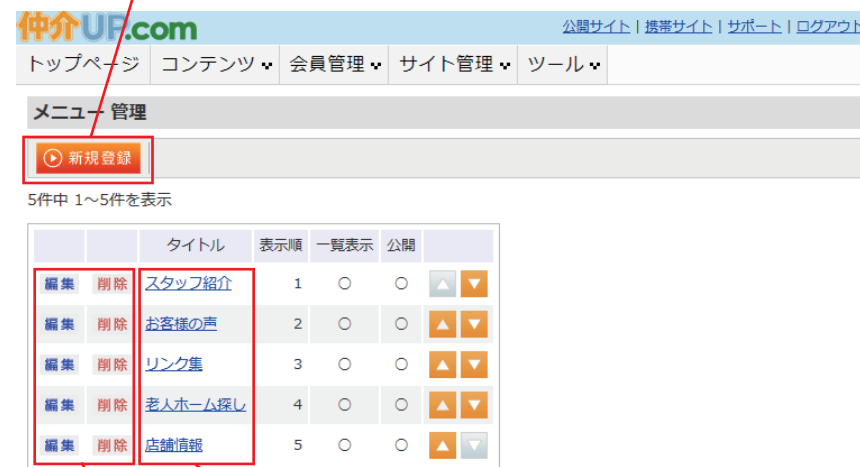 仲介UP.com
公開サイト | 携帯サイト | サポート | ログアウト
トップページ コンテンツ 会員管理 サイト管理 ツール
メニュー 管理
新規登録
5件中 1～5件を表示
タイトル 表示順 一覧表示 公開
編集 削除 スタッフ紹介 1 ○ ○
編集 削除 お客様の声 2 ○ ○
編集 削除 リンク集 3 ○ ○
編集 削除 老人ホーム探し 4 ○ ○
編集 削除 店舗情報 5 ○ ○